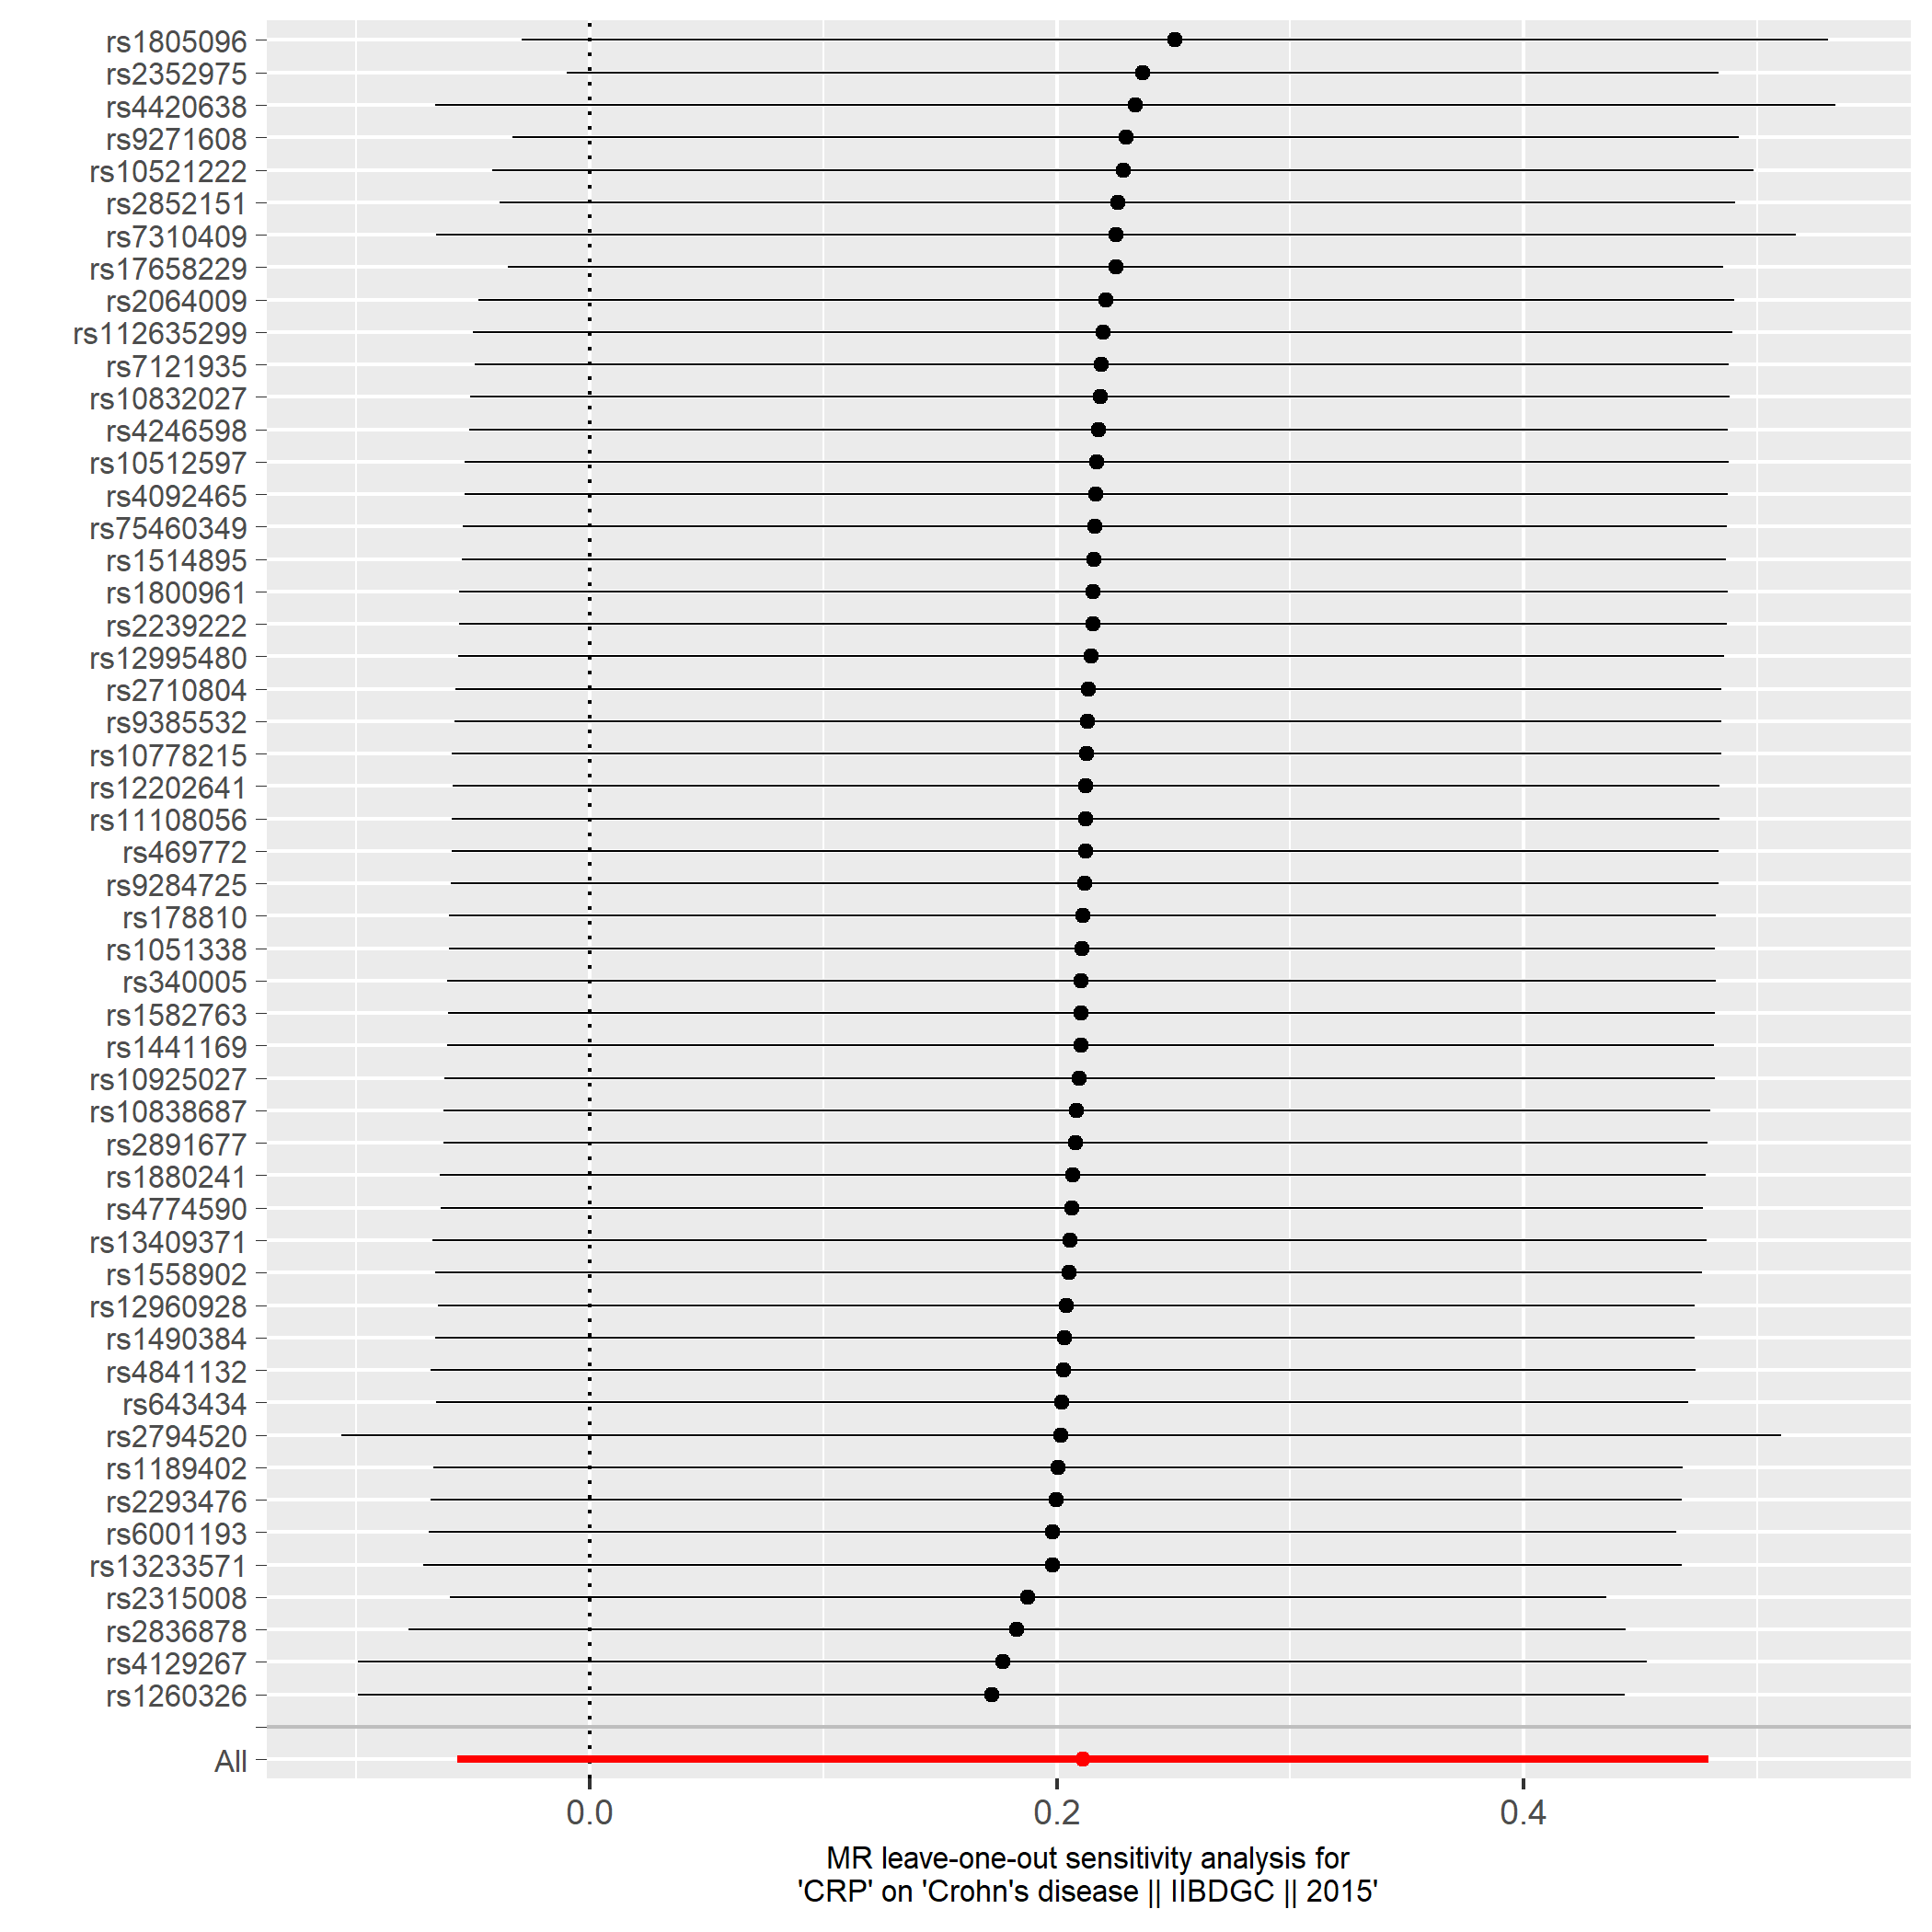 rs1805096
rs2352975
rs4420638
rs9271608
rs10521222
rs2852151
rs7310409
rs17658229
rs2064009
rs112635299
rs7121935
rs10832027
rs4246598
rs10512597
rs4092465
rs75460349
rs1514895
rs1800961
rs2239222
rs12995480
rs2710804
rs9385532
rs10778215
rs12202641
rs11108056
rs469772
rs9284725
rs178810
rs1051338
rs340005
rs1582763
rs1441169
rs10925027
rs10838687
rs2891677
rs1880241
rs4774590
rs13409371
rs1558902
rs12960928
rs1490384
rs4841132
rs643434
rs2794520
rs1189402
rs2293476
rs6001193
rs13233571
rs2315008
rs2836878
rs4129267
rs1260326
All
0.0 0.2 0.4
MR leave-one-out sensitivity analysis for
'CRP' on 'Crohn's disease || IIBDGC || 2015'